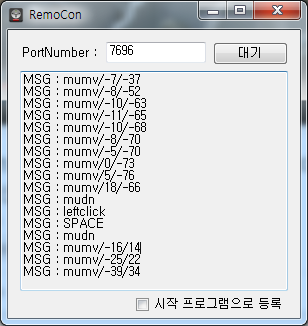 RemoCon
PortNumber : 7696 대기
MSG : mumv/-7/-37
MSG : mumv/-8/-52
MSG : mumv/-10/-63
MSG : mumv/-11/-65
MSG : mumv/-10/-68
MSG : mumv/-8/-70
MSG : mumv/-5/-70
MSG : mumv/0/-73
MSG : mumv/5/-76
MSG : mumv/18/-66
MSG : mudn
MSG : leftclick
MSG : SPACE
MSG : mudn
MSG : mumv/-16/14
MSG : mumv/-25/22
MSG : mumv/-39/34
시작 프로그램으로 등록